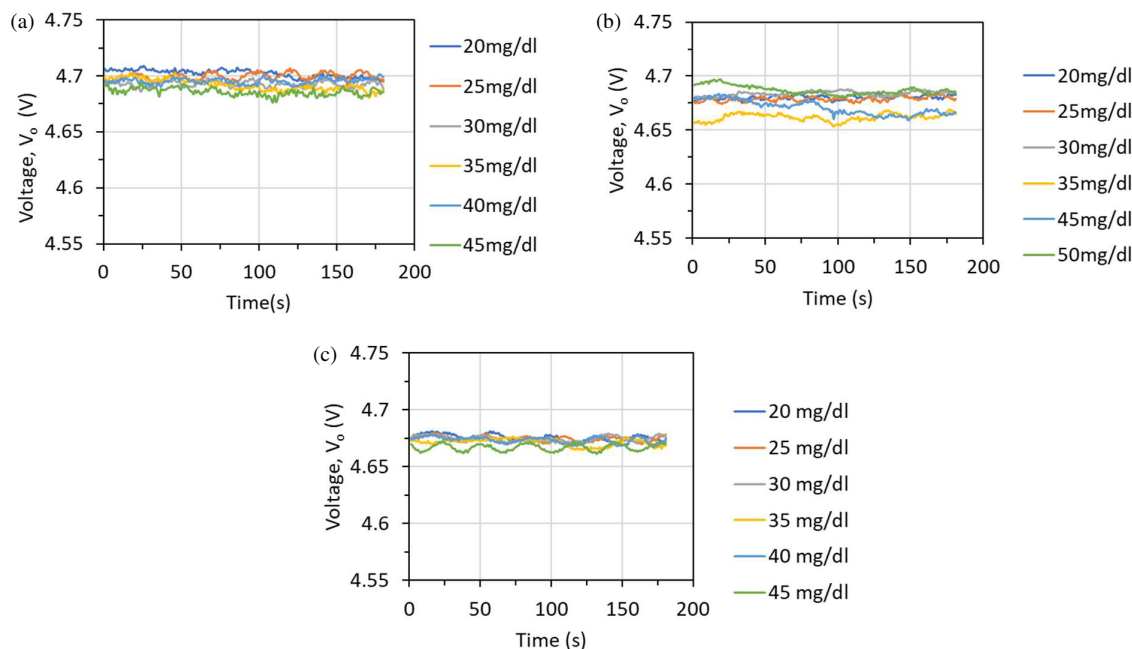 (a)
Voltage, Vₒ (V)
4.75
4.7
4.65
4.6
4.55
0 50 100 150 200
Time(s)
20mg/dl
25mg/dl
30mg/dl
35mg/dl
40mg/dl
45mg/dl
(b)
Voltage, Vₒ (V)
4.75
4.7
4.65
4.6
4.55
0 50 100 150 200
Time (s)
20mg/dl
25mg/dl
30mg/dl
35mg/dl
45mg/dl
50mg/dl
(c)
Voltage, Vₒ (V)
4.75
4.7
4.65
4.6
4.55
0 50 100 150 200
Time (s)
20 mg/dl
25 mg/dl
30 mg/dl
35 mg/dl
40 mg/dl
45 mg/dl